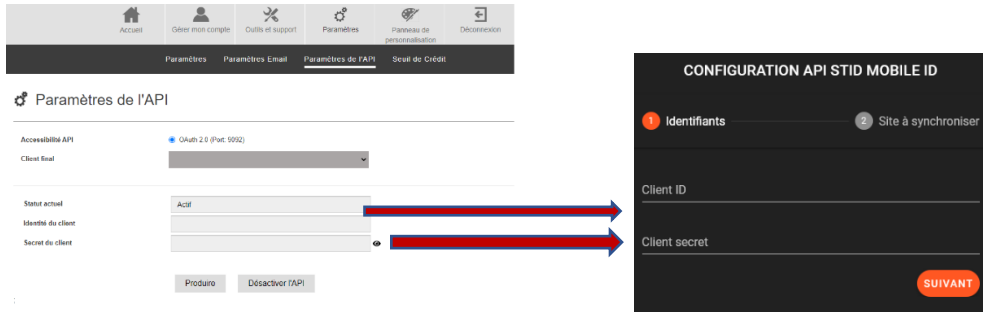 Accueil
Gérer mon compte
Outils et support
Paramètres
Panneau de
personnalisation
Déconnexion
Paramètres Paramètres Email Paramètres de l'API Seuil de Crédit
Paramètres de l'API
Accessibilité API
OAuth 2.0 (Port: 9092)
Client final
Statut actuel
Actif
Identité du client
Secret du client
Produire
Désactiver l'API
CONFIGURATION API STID MOBILE ID
1 Identifiants
2 Site à synchroniser
Client ID
Client secret
SUIVANT